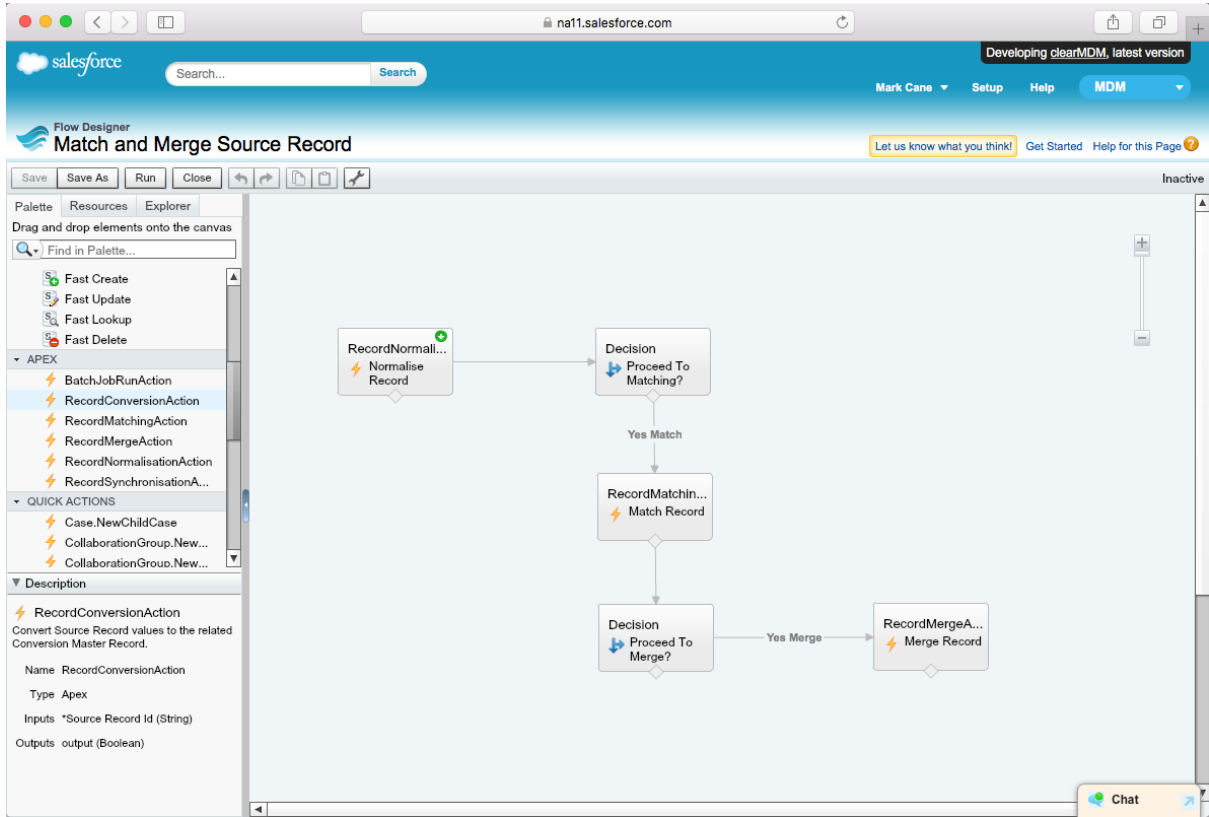 na11.salesforce.com
Developing clearMDM, latest version
salesforce
Search...
Search
Mark Cane
Setup
Help
MDM
Flow Designer
Match and Merge Source Record
Let us know what you think!
Get Started
Help for this Page
Save
Save As
Run
Close
Inactive
Palette
Resources
Explorer
Drag and drop elements onto the canvas
Find in Palette...
Fast Create
Fast Update
Fast Lookup
Fast Delete
APEX
BatchJobRunAction
RecordConversionAction
RecordMatchingAction
RecordMergeAction
RecordNormalisationAction
RecordSynchronisationA...
QUICK ACTIONS
Case.NewChildCase
CollaborationGroup.New...
CollaborationGroup.New...
Description
RecordConversionAction
Convert Source Record values to the related
Conversion Master Record.
Name RecordConversionAction
Type Apex
Inputs *Source Record Id (String)
Outputs output (Boolean)
RecordNormali...
Normalise
Record
Decision
Proceed To
Matching?
Yes Match
RecordMatchin...
Match Record
Decision
Proceed To
Merge?
Yes Merge
RecordMergeA...
Merge Record
Chat